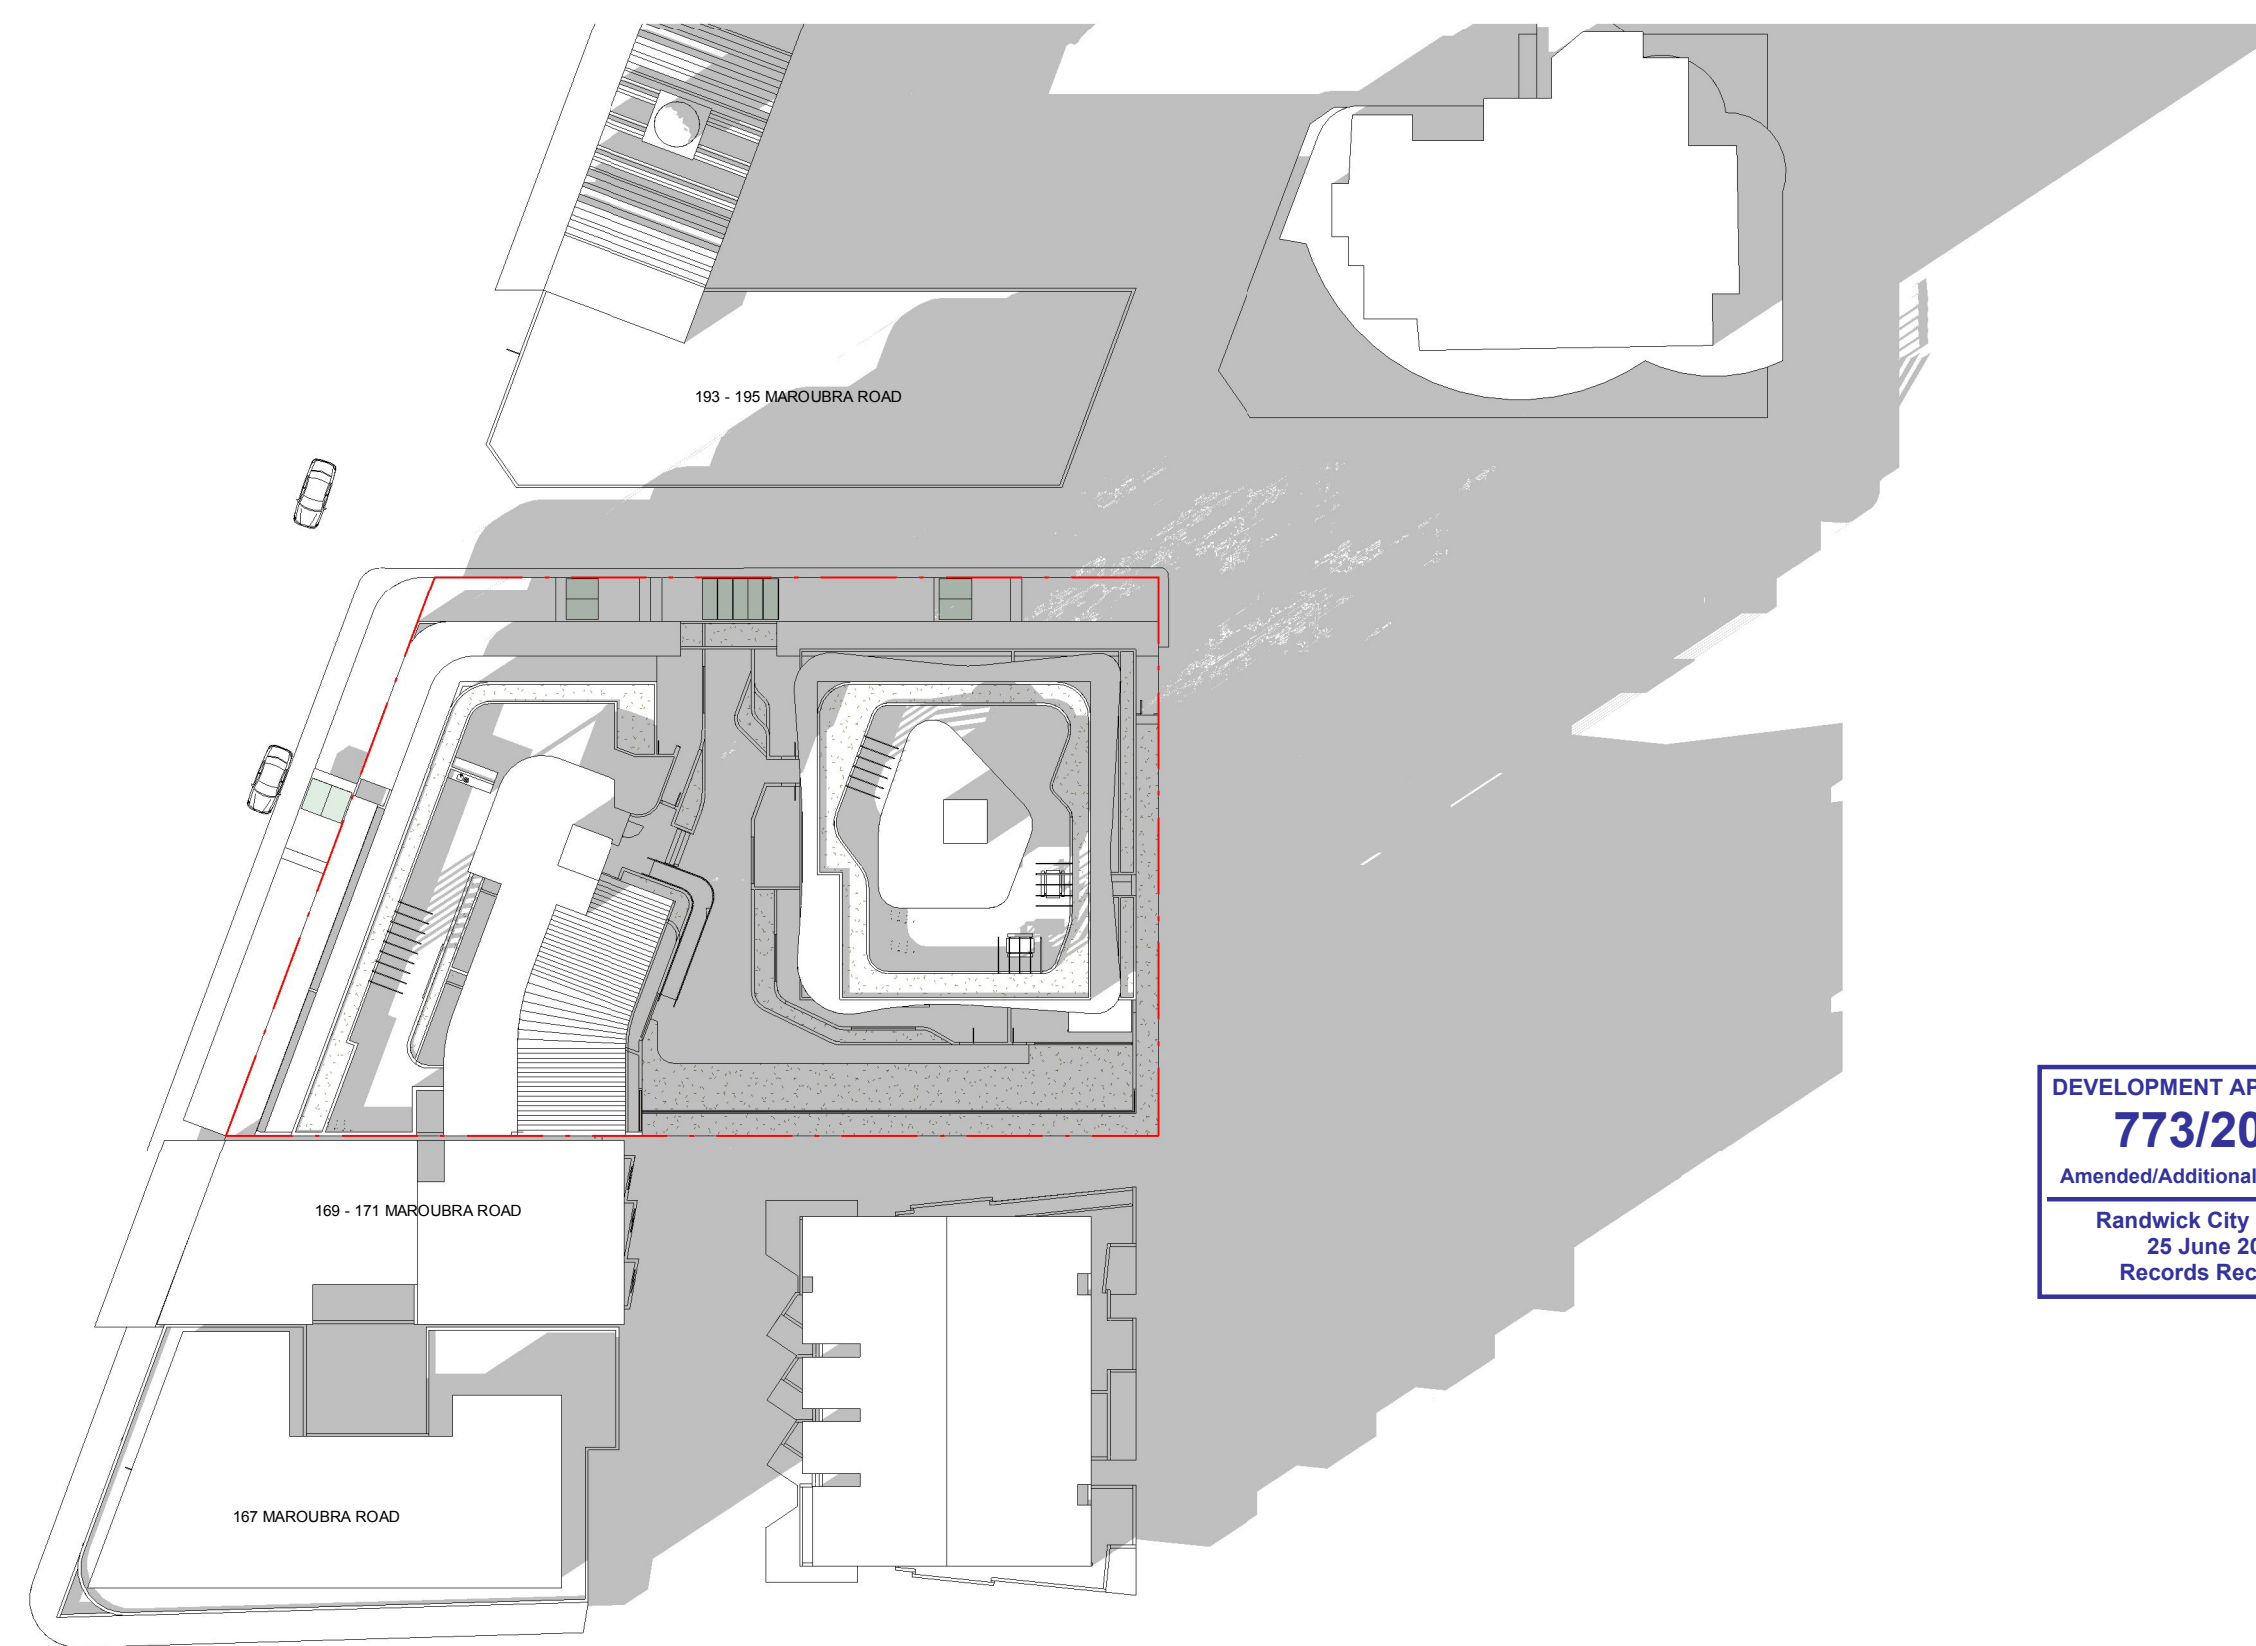 193 - 195 MAROUBRA ROAD
DEVELOPMENT AP
773/20
Amended/Additional
Randwick City
25 June 20
Records Rec
169 - 171 MAROUBRA ROAD
167 MAROUBRA ROAD